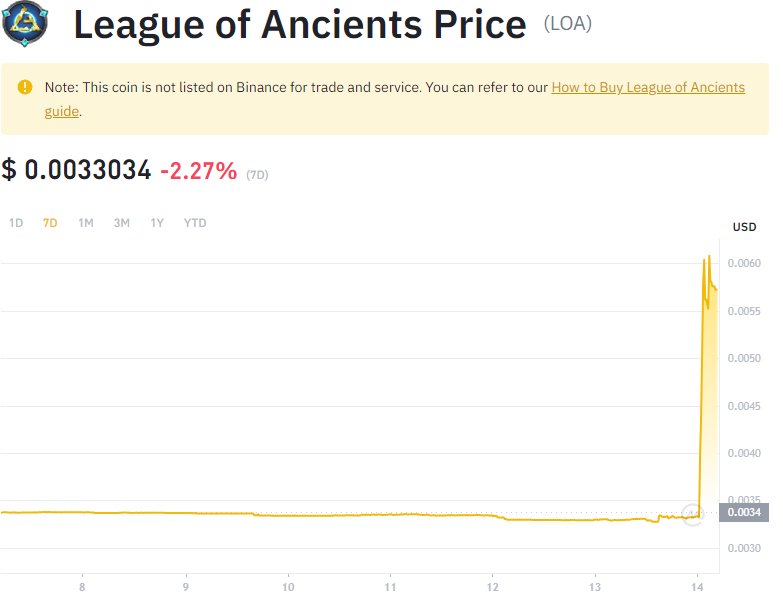 League of Ancients Price (LOA)
Note: This coin is not listed on Binance for trade and service. You can refer to our How to Buy League of Ancients
guide.
$ 0.0033034 -2.27% (7D)
1D 7D 1M 3M 1Y YTD
USD
0.0060
0.0055
0.0050
0.0045
0.0040
0.0035
0.0034
0.0030
8 9 10 11 12 13 14